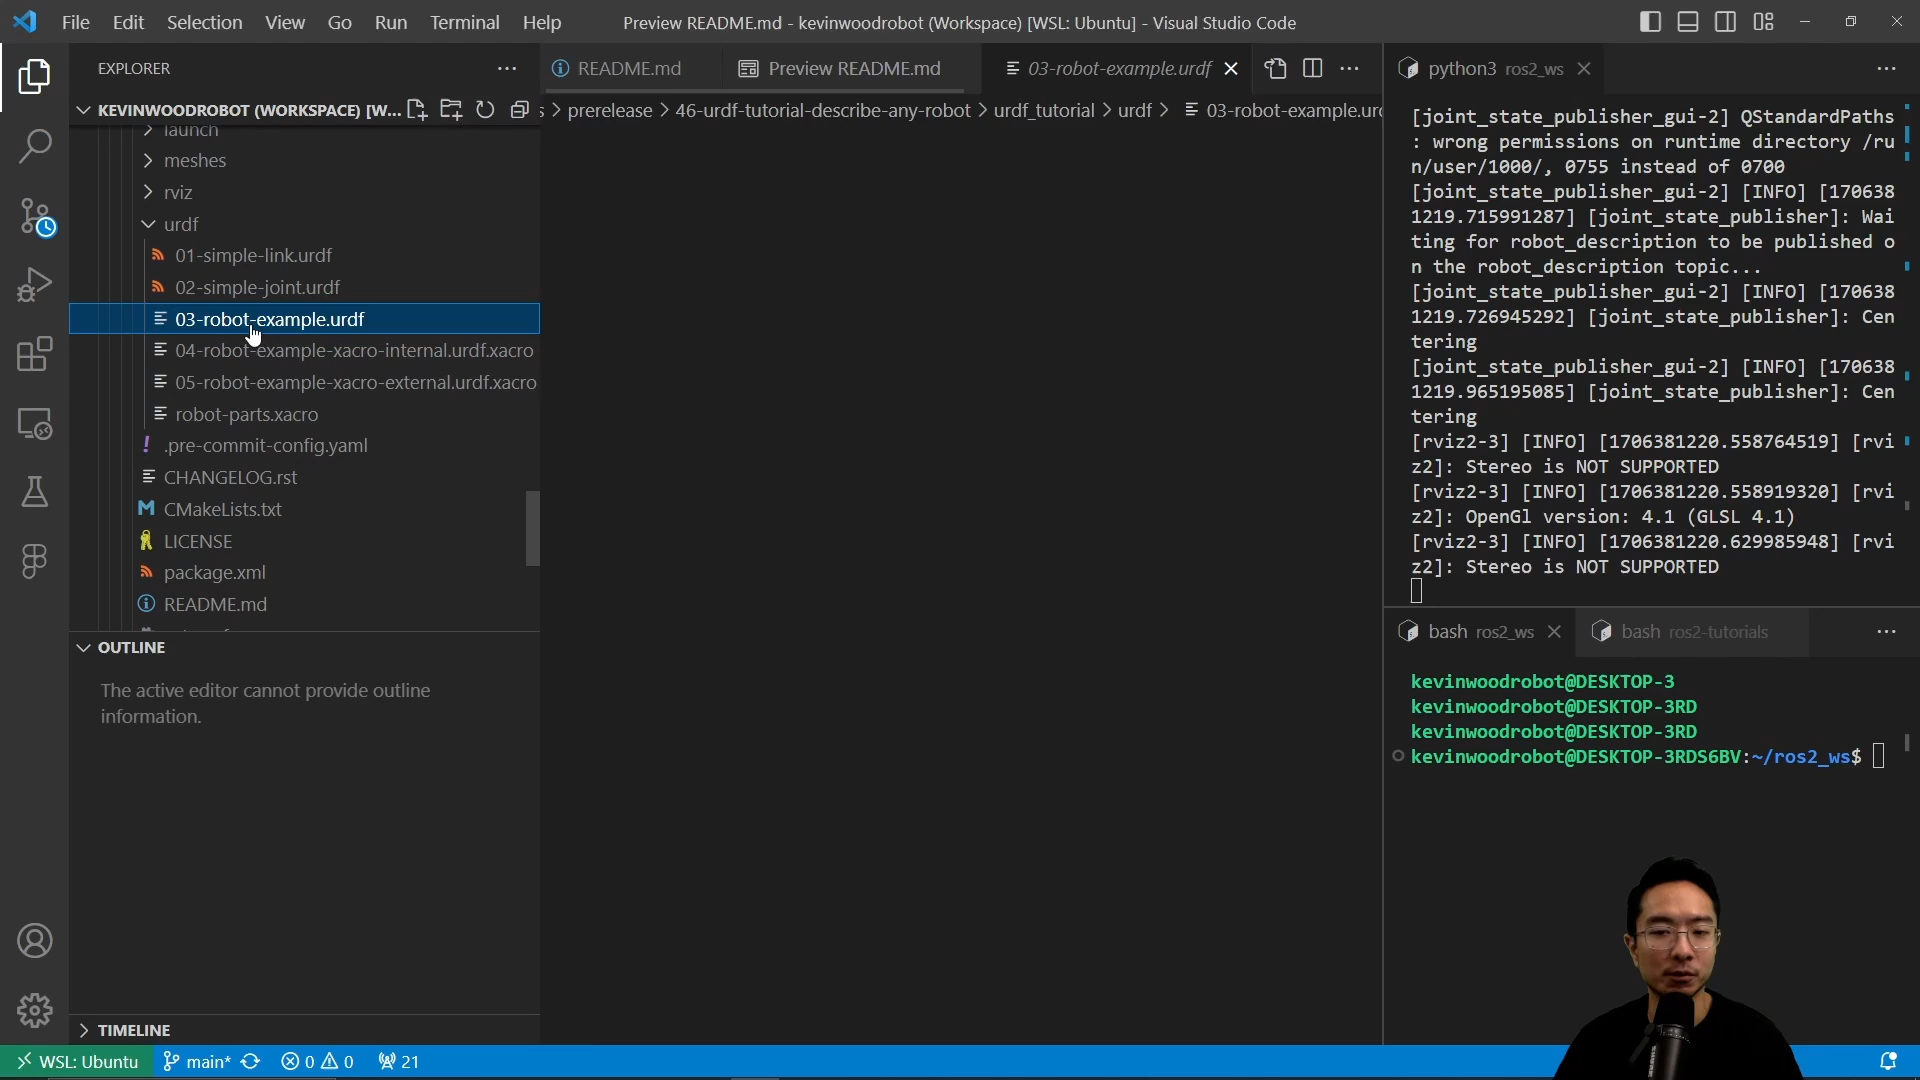 File Edit Selection View Go Run Terminal Help Preview README.md - kevinwoodrobot (Workspace) [WSL: Ubuntu] - Visual Studio Code
EXPLORER
KEVINWOODROBOT (WORKSPACE) [W...
launch
meshes
rviz
urdf
01-simple-link.urdf
02-simple-joint.urdf
03-robot-example.urdf
04-robot-example-xacro-internal.urdf.xacro
05-robot-example-xacro-external.urdf.xacro
robot-parts.xacro
.pre-commit-config.yaml
CHANGELOG.rst
CMakeLists.txt
LICENSE
package.xml
README.md
OUTLINE
The active editor cannot provide outline
information.
TIMELINE
README.md Preview README.md 03-robot-example.urdf
s > prerelease > 46-urdf-tutorial-describe-any-robot > urdf_tutorial > urdf > 03-robot-example.urd
python3 ros2_ws
[joint_state_publisher_gui-2] QStandardPaths
: wrong permissions on runtime directory /ru
n/user/1000/, 0755 instead of 0700
[joint_state_publisher_gui-2] [INFO] [170638
1219.715991287] [joint_state_publisher]: Wai
ting for robot_description to be published o
n the robot_description topic...
[joint_state_publisher_gui-2] [INFO] [170638
1219.726945292] [joint_state_publisher]: Cen
tering
[joint_state_publisher_gui-2] [INFO] [170638
1219.965195085] [joint_state_publisher]: Cen
tering
[rviz2-3] [INFO] [1706381220.558764519] [rvi
z2]: Stereo is NOT SUPPORTED
[rviz2-3] [INFO] [1706381220.558919320] [rvi
z2]: OpenGl version: 4.1 (GLSL 4.1)
[rviz2-3] [INFO] [1706381220.629985948] [rvi
z2]: Stereo is NOT SUPPORTED
bash ros2_ws bash ros2-tutorials
kevinwoodrobot@DESKTOP-3
kevinwoodrobot@DESKTOP-3RD
kevinwoodrobot@DESKTOP-3RD
kevinwoodrobot@DESKTOP-3RDS6BV:~/ros2_ws$
WSL: Ubuntu main* 0 0 21